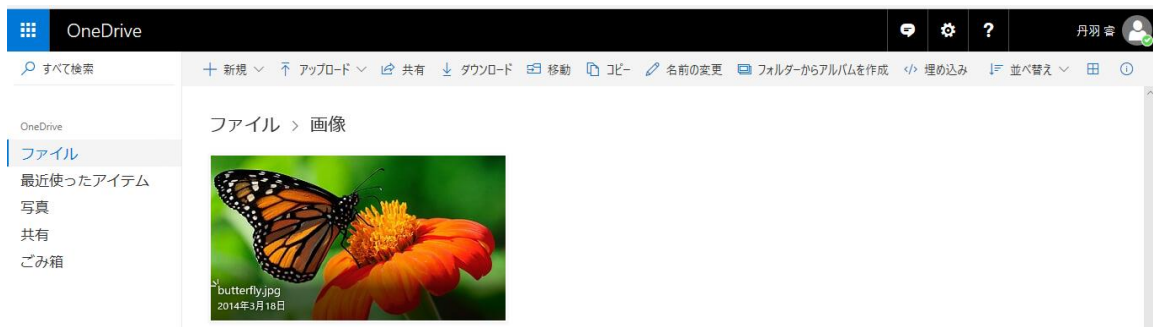 OneDrive
?
丹羽 睿
すべて検索
新規
アップロード
共有
ダウンロード
移動
コピー
名前の変更
フォルダーからアルバムを作成
埋め込み
並べ替え
OneDrive
ファイル > 画像
ファイル
最近使ったアイテム
写真
共有
ごみ箱
butterfly.jpg
2014年3月18日